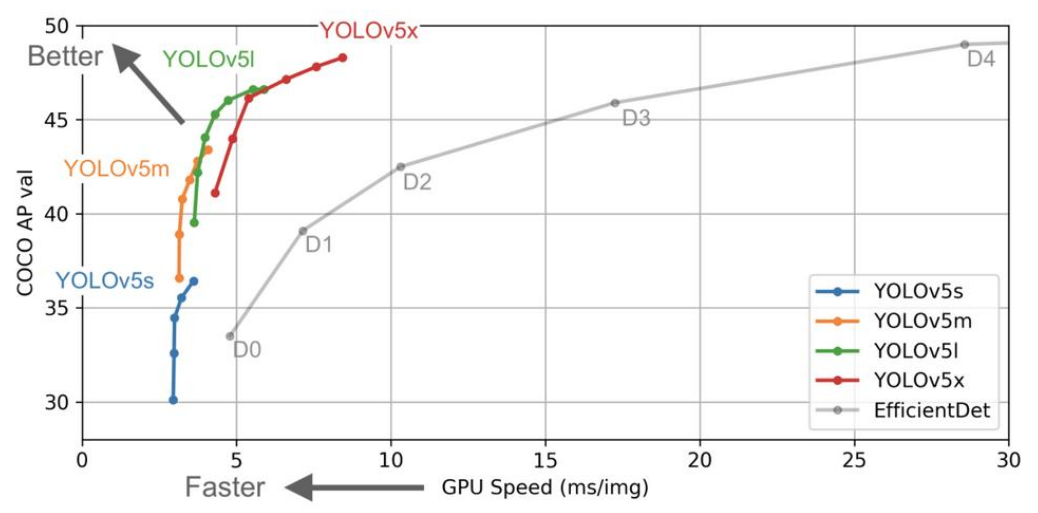 50
YOLOv5x
Better
YOLOv5l
D4
45
D3
YOLOv5m
D2
COCO AP val
40
D1
YOLOv5s
35
D0
30
YOLOv5s
YOLOv5m
YOLOv5l
YOLOv5x
EfficientDet
0 5 10 15 20 25 30
Faster GPU Speed (ms/img)